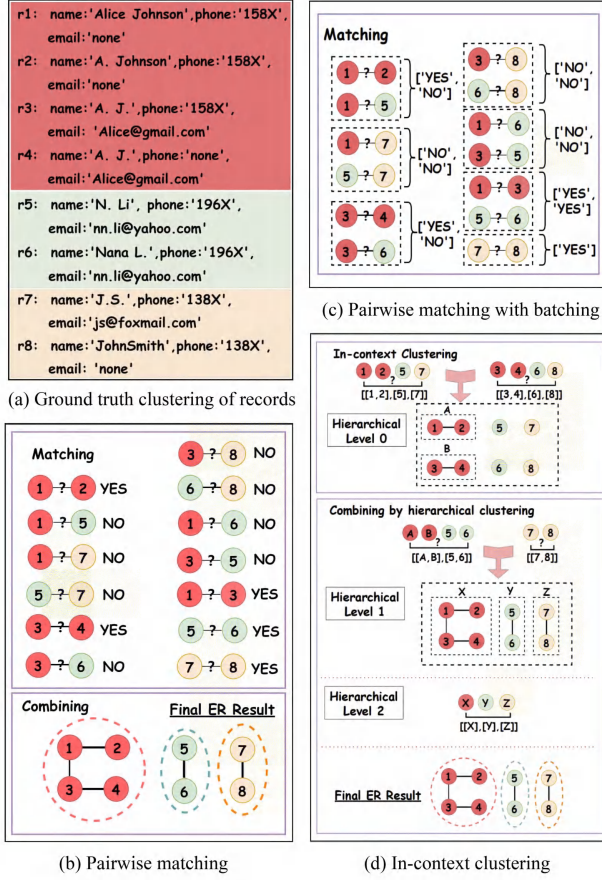 r1: name:'Alice Johnson',phone:'158X',
email:'none'
r2: name:'A. Johnson',phone:'158X',
email:'none'
r3: name:'A. J.',phone:'158X',
email: 'Alice@gmail.com'
r4: name:'A. J.',phone:'none',
email:'Alice@gmail.com'
r5: name:'N. Li', phone:'196X',
email:'nn.li@yahoo.com'
r6: name:'Nana L.',phone:'196X',
email:'nn.li@yahoo.com'
r7: name:'J.S.',phone:'138X',
email:'js@foxmail.com'
r8: name:'JohnSmith',phone:'138X',
email: 'none'
(a) Ground truth clustering of records
Matching
1 ? 2 YES
1 ? 5 NO
1 ? 7 NO
5 ? 7 NO
3 ? 4 YES
3 ? 6 NO
3 ? 8 NO
6 ? 8 NO
1 ? 6 NO
3 ? 5 NO
1 ? 3 YES
5 ? 6 YES
7 ? 8 YES
Combining
Final ER Result
1 2 5 7
3 4 6 8
(b) Pairwise matching
Matching
1 ? 2
1 ? 5
['YES',
'NO']
1 ? 7
5 ? 7
['NO',
'NO']
3 ? 4
3 ? 6
['YES',
'NO']
3 ? 8
6 ? 8
['NO',
'NO']
1 ? 6
3 ? 5
['NO',
'NO']
1 ? 3
5 ? 6
['YES',
'YES']
7 ? 8
['YES']
(c) Pairwise matching with batching
In-context Clustering
1 2 5 7
?
[[1,2],[5],[7]]
3 4 6 8
?
[[3,4],[6],[8]]
Hierarchical
Level 0
A
1 2 5 7
B
3 4 6 8
Combining by hierarchical clustering
A B 5 6
?
[[A,B],[5,6]]
7 8
?
[[7,8]]
Hierarchical
Level 1
X Y Z
1 2 5 7
3 4 6 8
Hierarchical
Level 2
X Y Z
[[X],[Y],[Z]]
Final ER Result
1 2 5 7
3 4 6 8
(d) In-context clustering